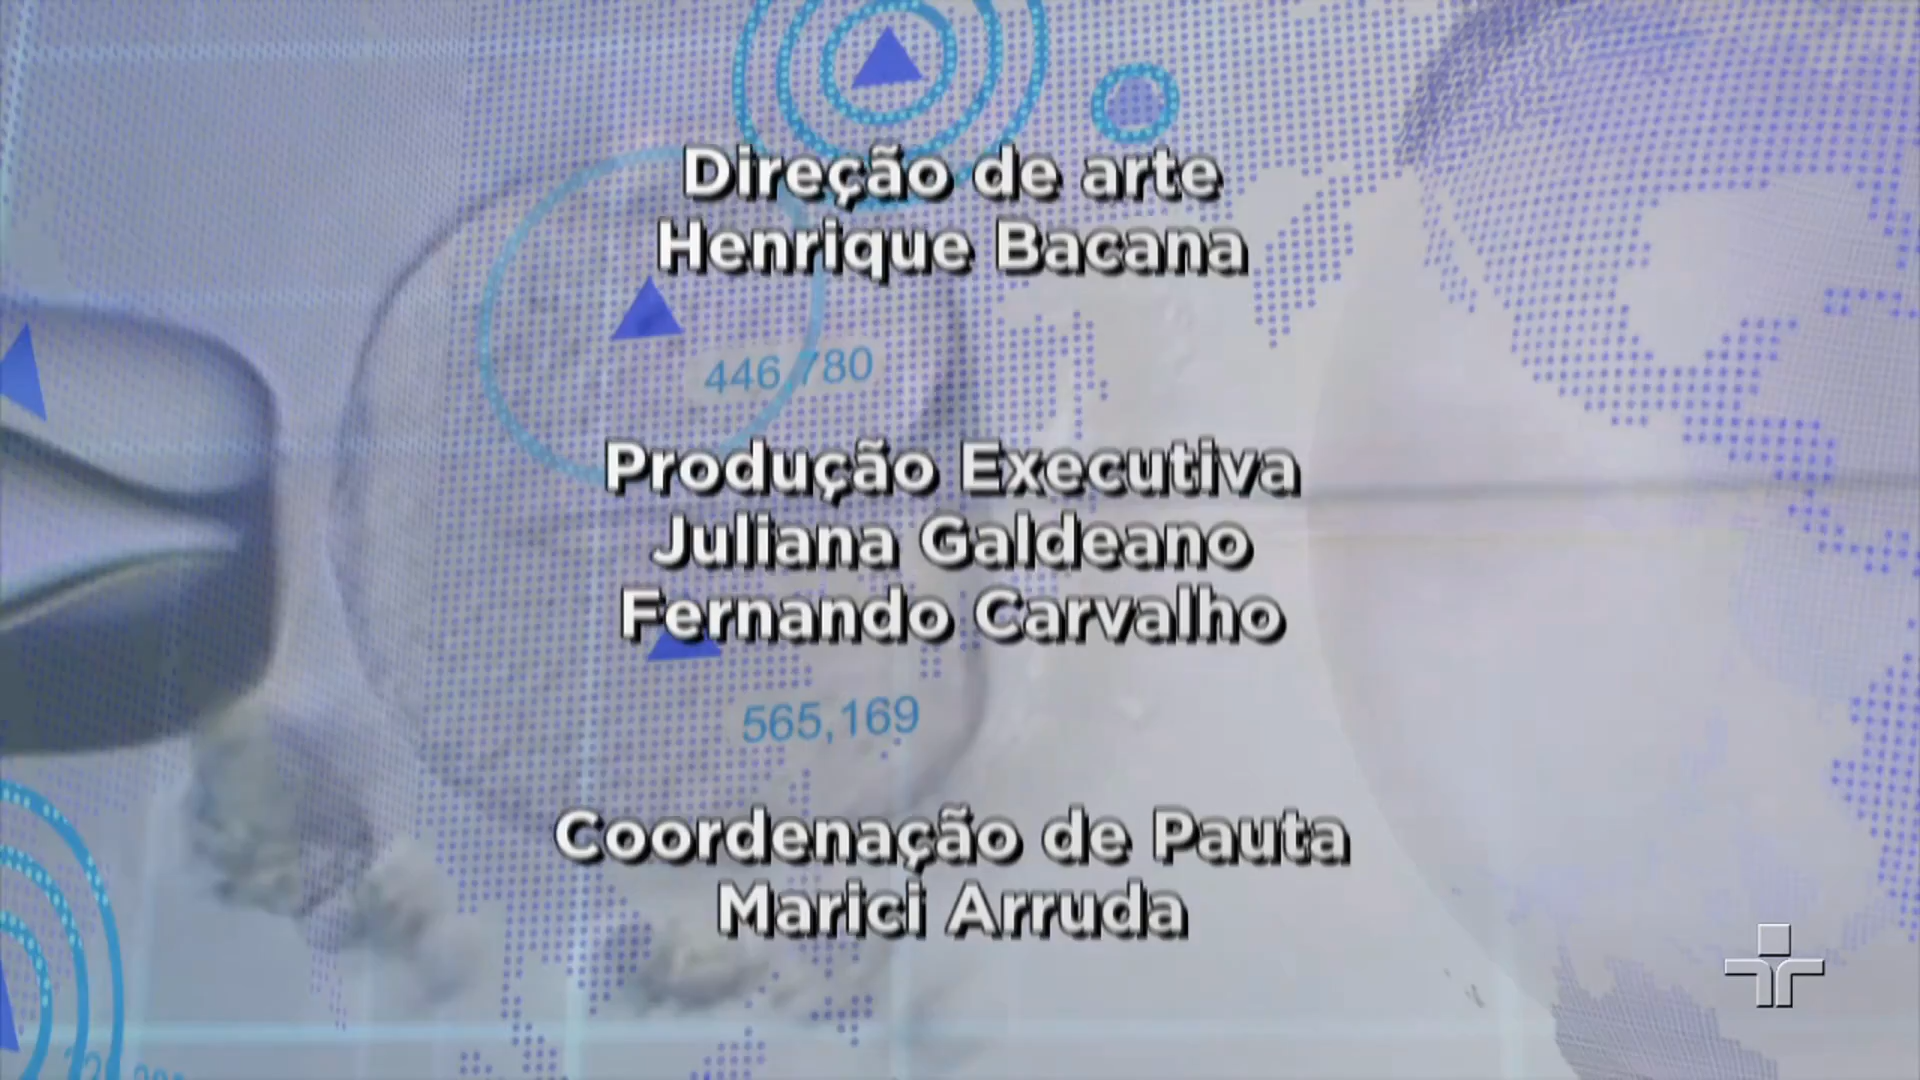 Direção de arte
Henrique Bacana
446,780
Produção Executiva
Juliana Galdeano
Fernando Carvalho
565,169
Coordenação de Pauta
Marici Arruda